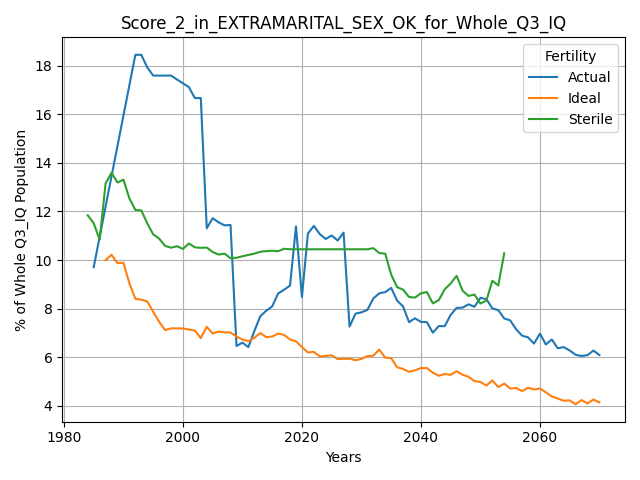 Score_2_in_EXTRAMARITAL_SEX_OK_for_Whole_Q3_IQ
Fertility
Actual
Ideal
Sterile
% of Whole Q3_IQ Population
18
16
14
12
10
8
6
4
1980 2000 2020 2040 2060
Years